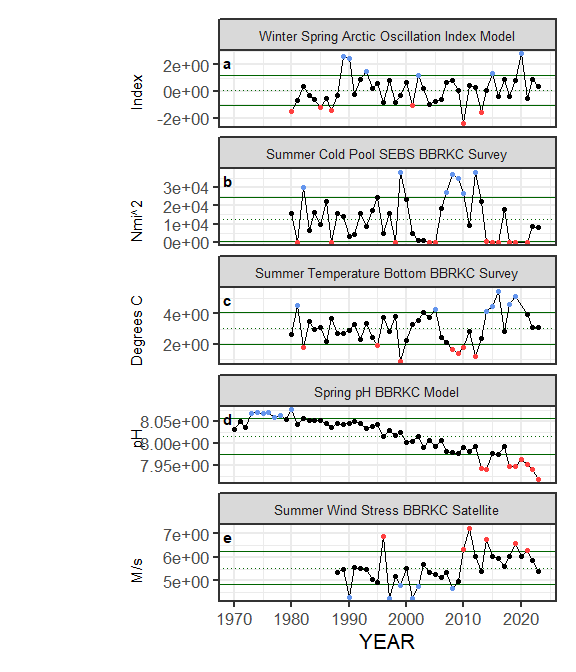 Winter Spring Arctic Oscillation Index Model
a
Index
2e+00
0e+00
-2e+00
Summer Cold Pool SEBS BBRKC Survey
b
Nmi^2
3e+04
2e+04
1e+04
0e+00
Summer Temperature Bottom BBRKC Survey
c
Degrees C
4e+00
2e+00
Spring pH BBRKC Model
d
pH
8.05e+00
8.00e+00
7.95e+00
Summer Wind Stress BBRKC Satellite
e
M/s
7e+00
6e+00
5e+00
1970 1980 1990 2000 2010 2020
YEAR